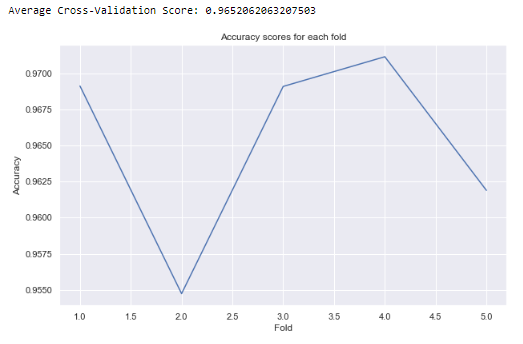 Average Cross-Validation Score: 0.9652062063207503
Accuracy scores for each fold
0.9700
0.9675
0.9650
0.9625
0.9600
0.9575
0.9550
Accuracy
1.0 1.5 2.0 2.5 3.0 3.5 4.0 4.5 5.0
Fold